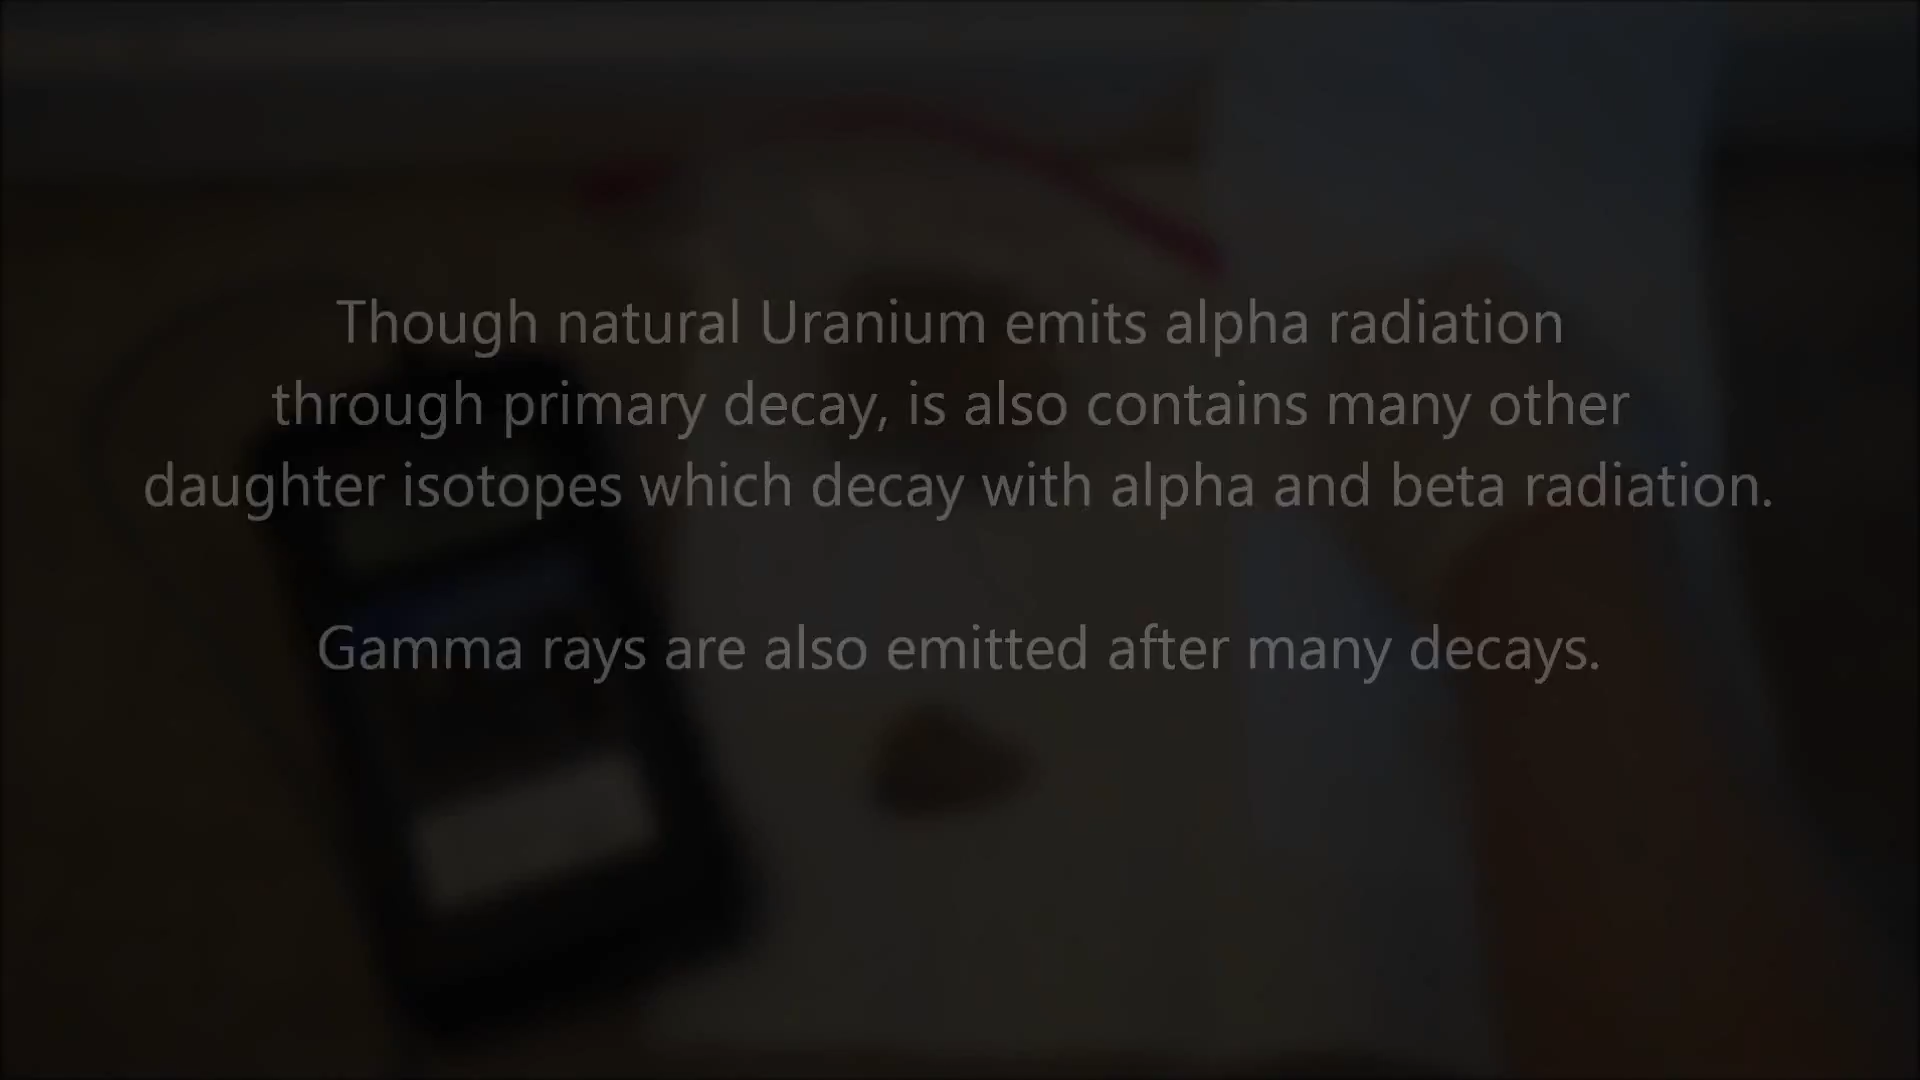 Though natural Uranium emits alpha radiation
through primary decay, is also contains many other
daughter isotopes which decay with alpha and beta radiation.
Gamma rays are also emitted after many decays.